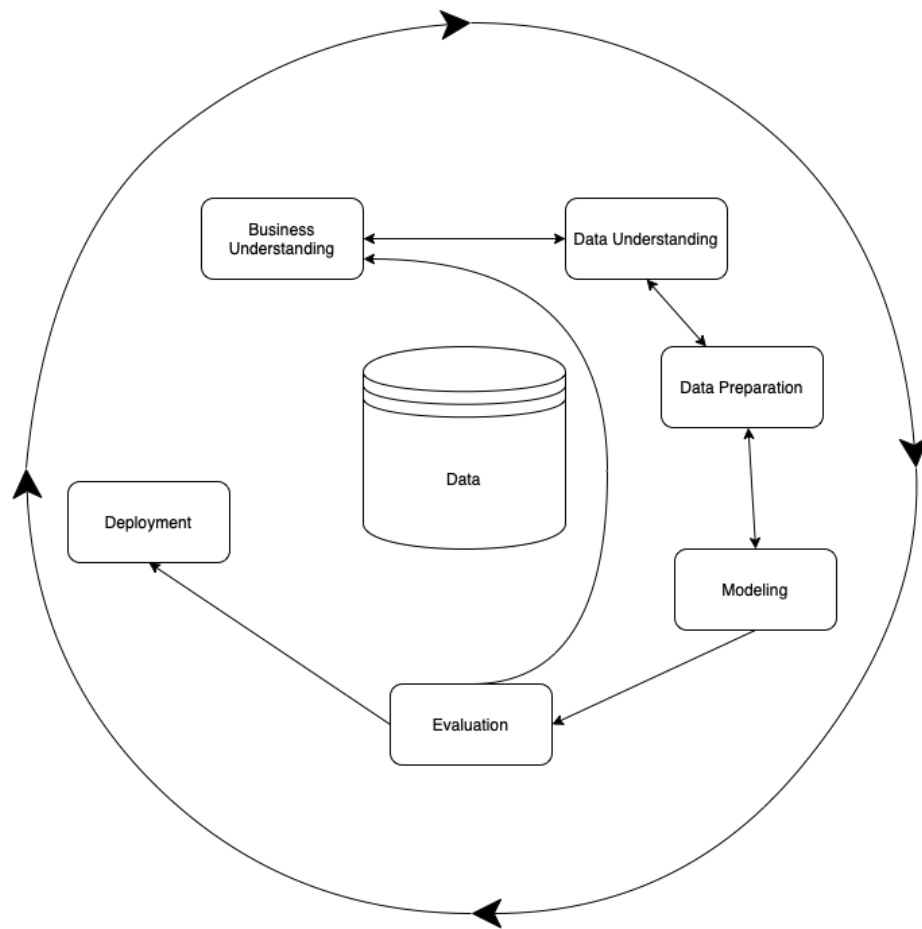 Business
Understanding
Data Understanding
Data Preparation
Data
Deployment
Modeling
Evaluation